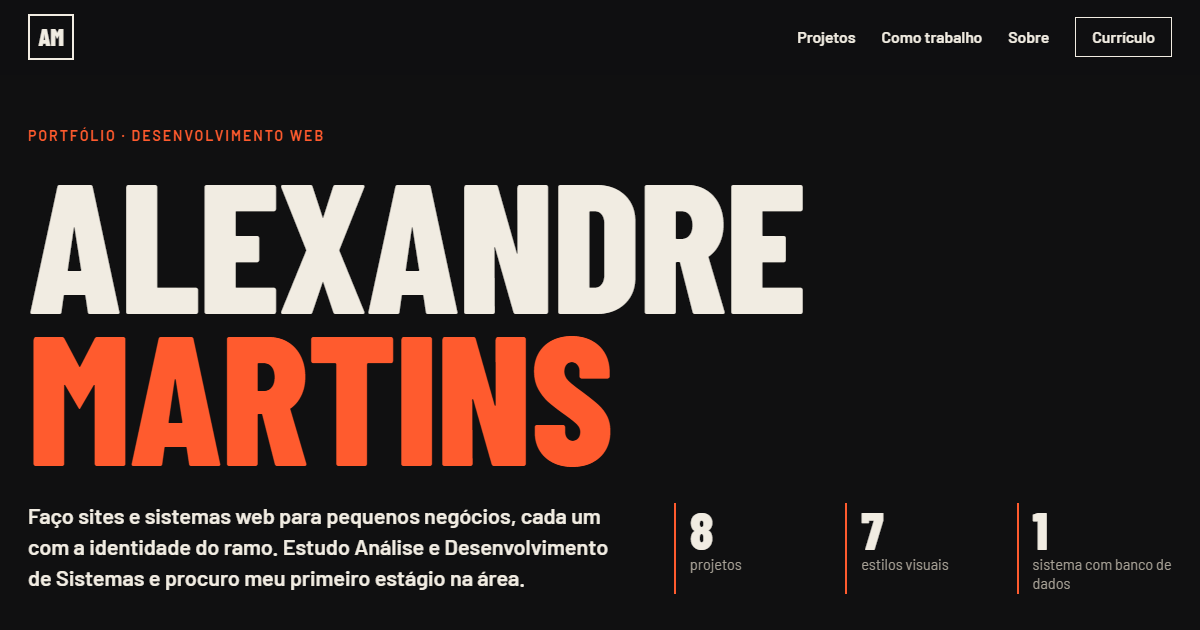 AM
Projetos Como trabalho Sobre Currículo
PORTFÓLIO · DESENVOLVIMENTO WEB
ALEXANDRE
MARTINS
Faço sites e sistemas web para pequenos negócios, cada um
com a identidade do ramo. Estudo Análise e Desenvolvimento
de Sistemas e procuro meu primeiro estágio na área.
8
projetos
7
estilos visuais
1
sistema com banco de
dados